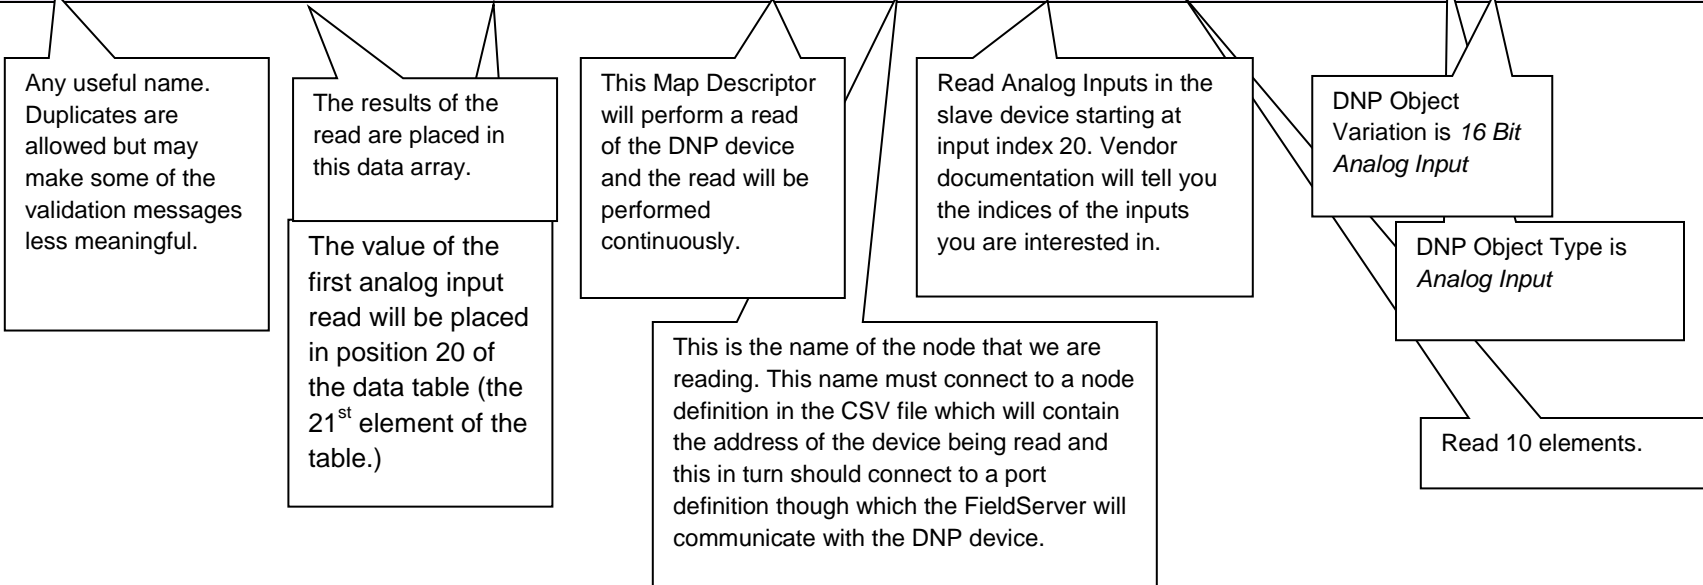 Any useful name.
Duplicates are
allowed but may
make some of the
validation messages
less meaningful.
The results of the
read are placed in
this data array.
The value of the
first analog input
read will be placed
in position 20 of
the data table (the
21st element of the
table.)
This Map Descriptor
will perform a read
of the DNP device
and the read will be
performed
continuously.
This is the name of the node that we are
reading. This name must connect to a node
definition in the CSV file which will contain
the address of the device being read and
this in turn should connect to a port
definition though which the FieldServer will
communicate with the DNP device.
Read Analog Inputs in the
slave device starting at
input index 20. Vendor
documentation will tell you
the indices of the inputs
you are interested in.
DNP Object
Variation is 16 Bit
Analog Input
DNP Object Type is
Analog Input
Read 10 elements.